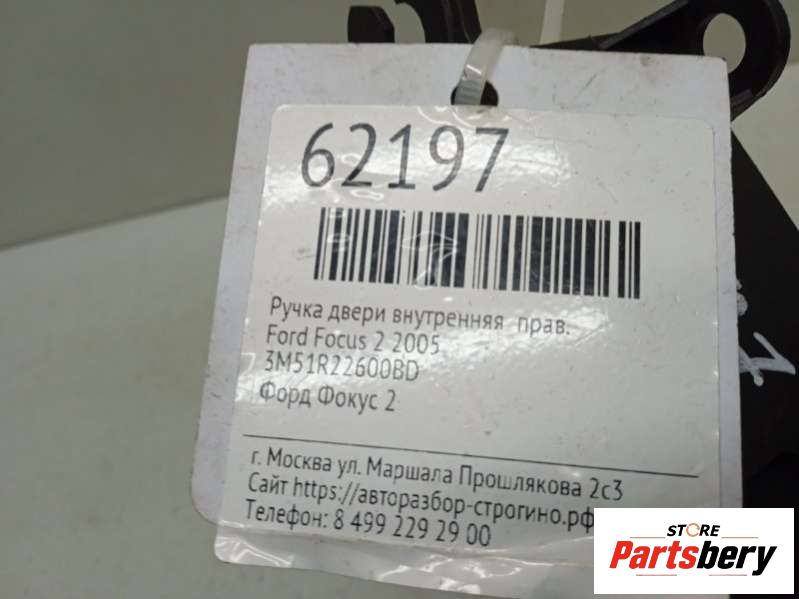 62197
Ручка двери внутренняя прав.
Ford Focus 2 2005
3M51R22600BD
Форд Фокус 2
г. Москва ул. Маршала Прошлякова 2с3
Сайт https://авторазбор-строгино.рф
Телефон: 8 499 229 29 00
STORE
Partsbery